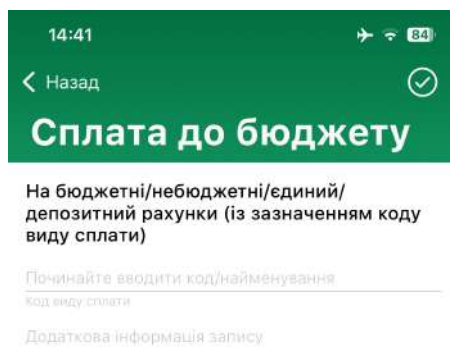 14:41
84
Назад
Сплата до бюджету
На бюджетні/небюджетні/єдиний/
депозитний рахунки (із зазначенням коду
виду сплати)
Починайте вводити код/найменування
Код виду сплати
Додаткова інформація запису